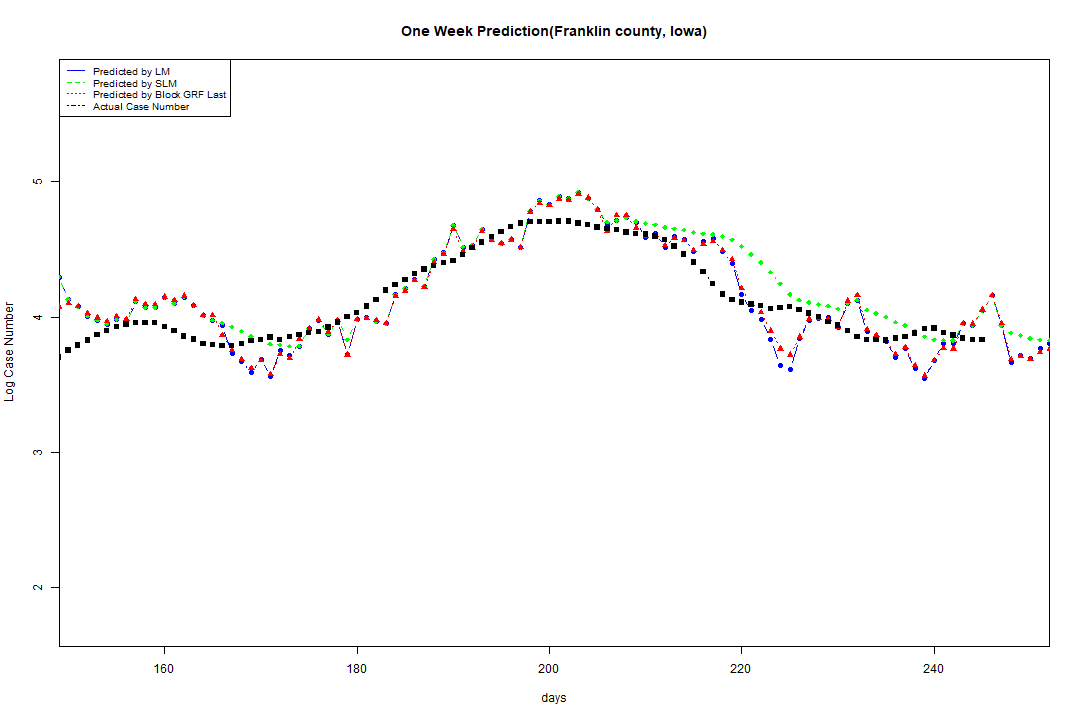 One Week Prediction(Franklin county, Iowa)
Predicted by LM
Predicted by SLM
Predicted by Block GRF Last
Actual Case Number
5
4
3
2
Log Case Number
160 180 200 220 240
days